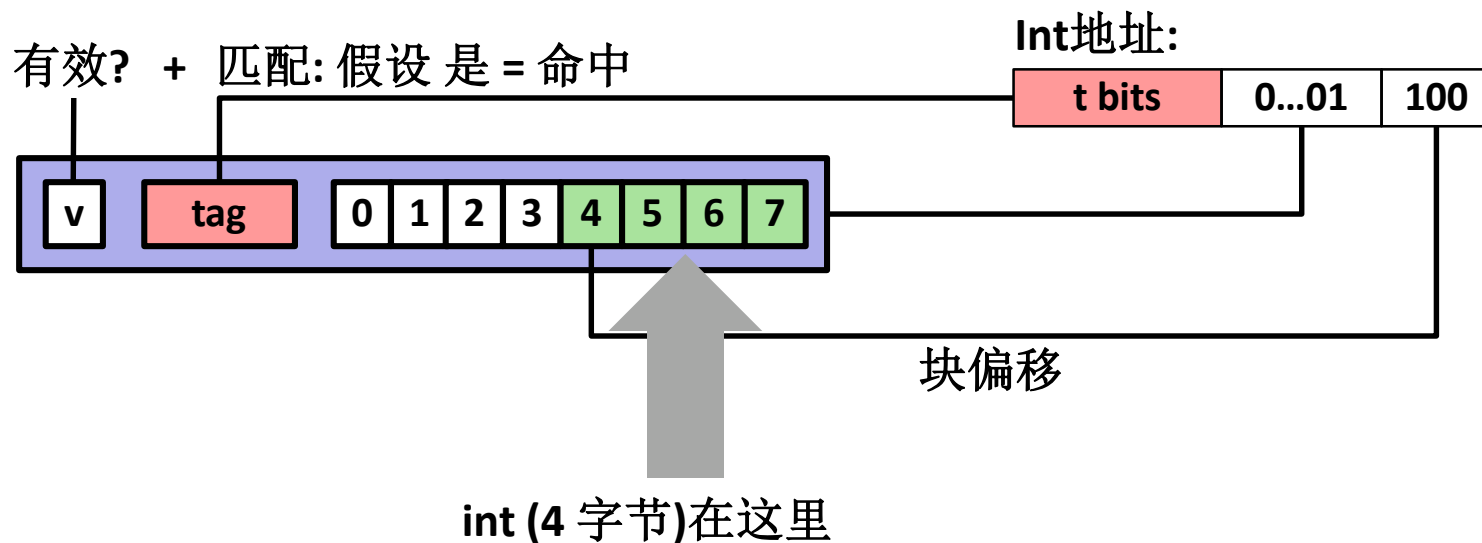 Int地址:
有效? + 匹配: 假设 是 = 命中
t bits 0...01 100
v tag 0 1 2 3 4 5 6 7
块偏移
int (4 字节)在这里